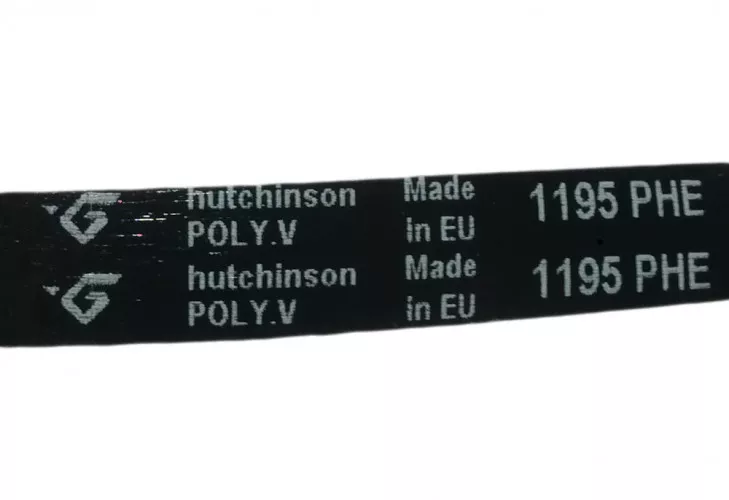 hutchinson Made 1195 PHE
POLY.V in EU
hutchinson Made 1195 PHE
POLY.V in EU